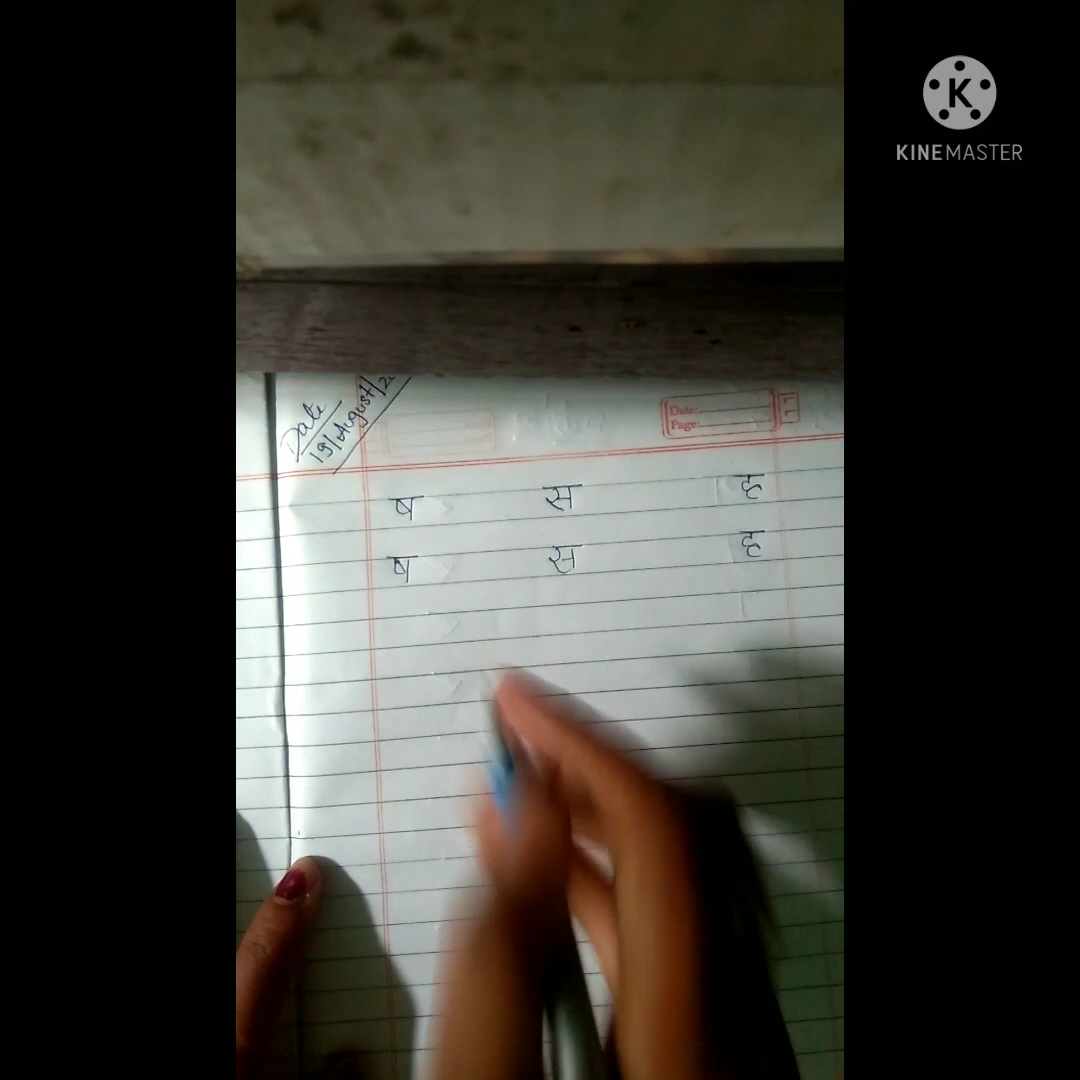 KINEMASTER
Date
19/August/2
Date:
Page:
ष स ह
ष स ह